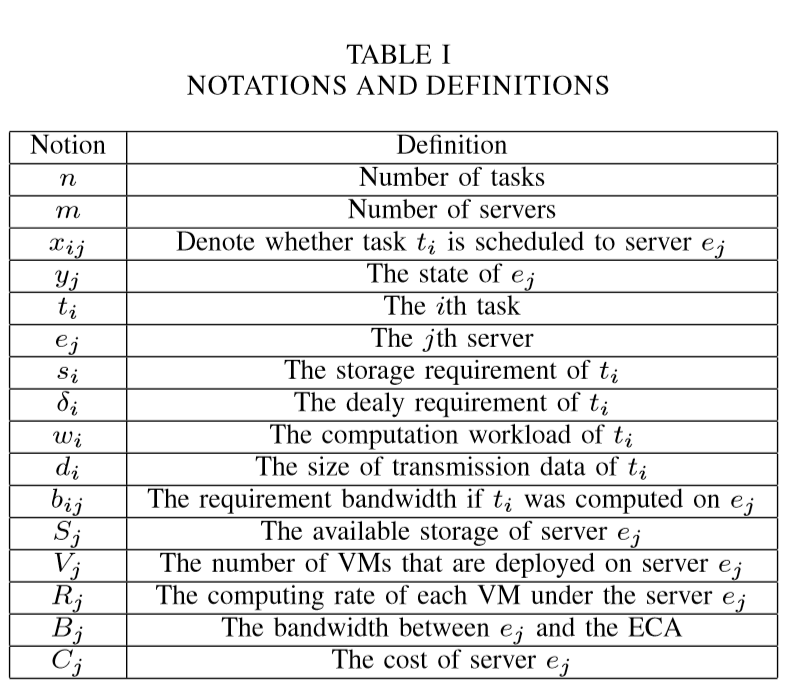 TABLE I
NOTATIONS AND DEFINITIONS
Notion Definition
n Number of tasks
m Number of servers
x_{ij} Denote whether task t_i is scheduled to server e_j
y_j The state of e_j
t_i The ith task
e_j The jth server
s_i The storage requirement of t_i
δ_i The dealy requirement of t_i
w_i The computation workload of t_i
d_i The size of transmission data of t_i
b_{ij} The requirement bandwidth if t_i was computed on e_j
S_j The available storage of server e_j
V_j The number of VMs that are deployed on server e_j
R_j The computing rate of each VM under the server e_j
B_j The bandwidth between e_j and the ECA
C_j The cost of server e_j